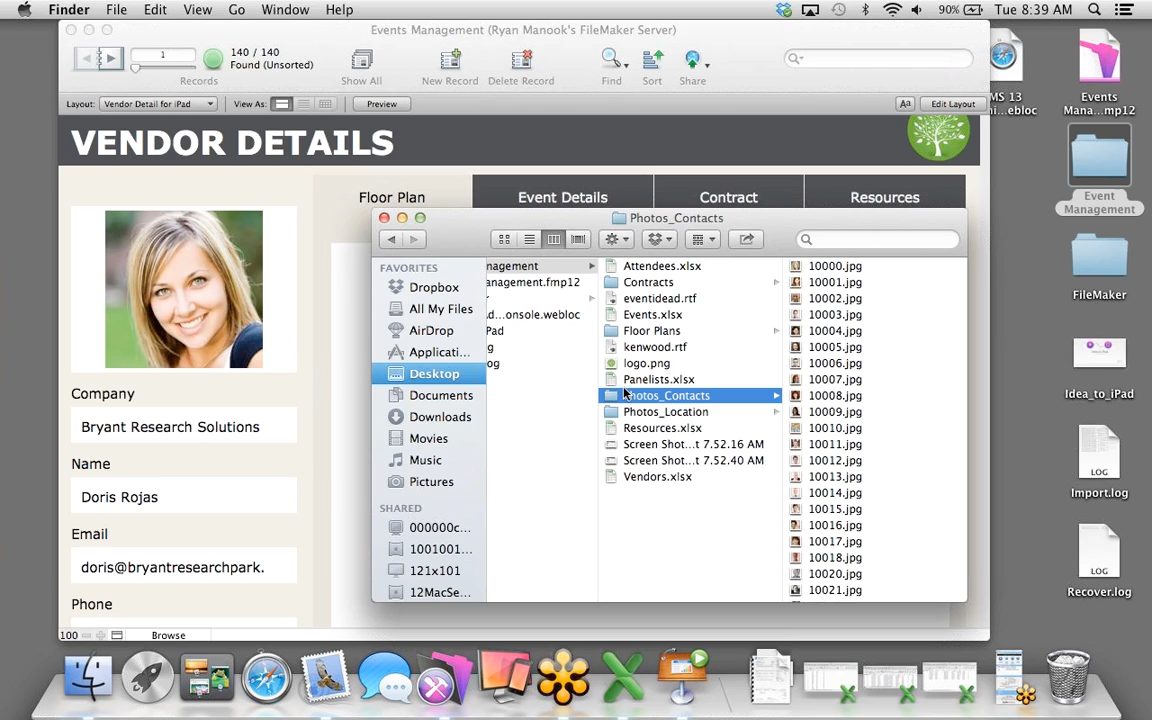 Finder File Edit View Go Window Help 90% Tue 8:39 AM
Events Management (Ryan Manook's FileMaker Server)
1 140 / 140 Found (Unsorted)
Records Show All New Record Delete Record Find Sort Share
Layout: Vendor Detail for iPad View As: Preview Aa Edit Layout
VENDOR DETAILS
Floor Plan Event Details Contract Resources
Company
Bryant Research Solutions
Name
Doris Rojas
Email
doris@bryantresearchpark.
Phone
100 Browse
Photos_Contacts
FAVORITES
Dropbox
All My Files
AirDrop
Applicati...
Desktop
Documents
Downloads
Movies
Music
Pictures
SHARED
000000c...
1001001...
121x101
12MacSe...
nagement
anagement.fmp12
r
d...onsole.webloc
Pad
g
og
Attendees.xlsx
Contracts
eventidead.rtf
Events.xlsx
Floor Plans
kenwood.rtf
logo.png
Panelists.xlsx
Photos_Contacts
Photos_Location
Resources.xlsx
Screen Shot...t 7.52.16 AM
Screen Shot...t 7.52.40 AM
Vendors.xlsx
10000.jpg
10001.jpg
10002.jpg
10003.jpg
10004.jpg
10005.jpg
10006.jpg
10007.jpg
10008.jpg
10009.jpg
10010.jpg
10011.jpg
10012.jpg
10013.jpg
10014.jpg
10015.jpg
10016.jpg
10017.jpg
10018.jpg
10020.jpg
10021.jpg
MS 13
ebloc
Events
Mana...mp12
Event
Management
FileMaker
Idea_to_iPad
LOG
Import.log
LOG
Recover.log